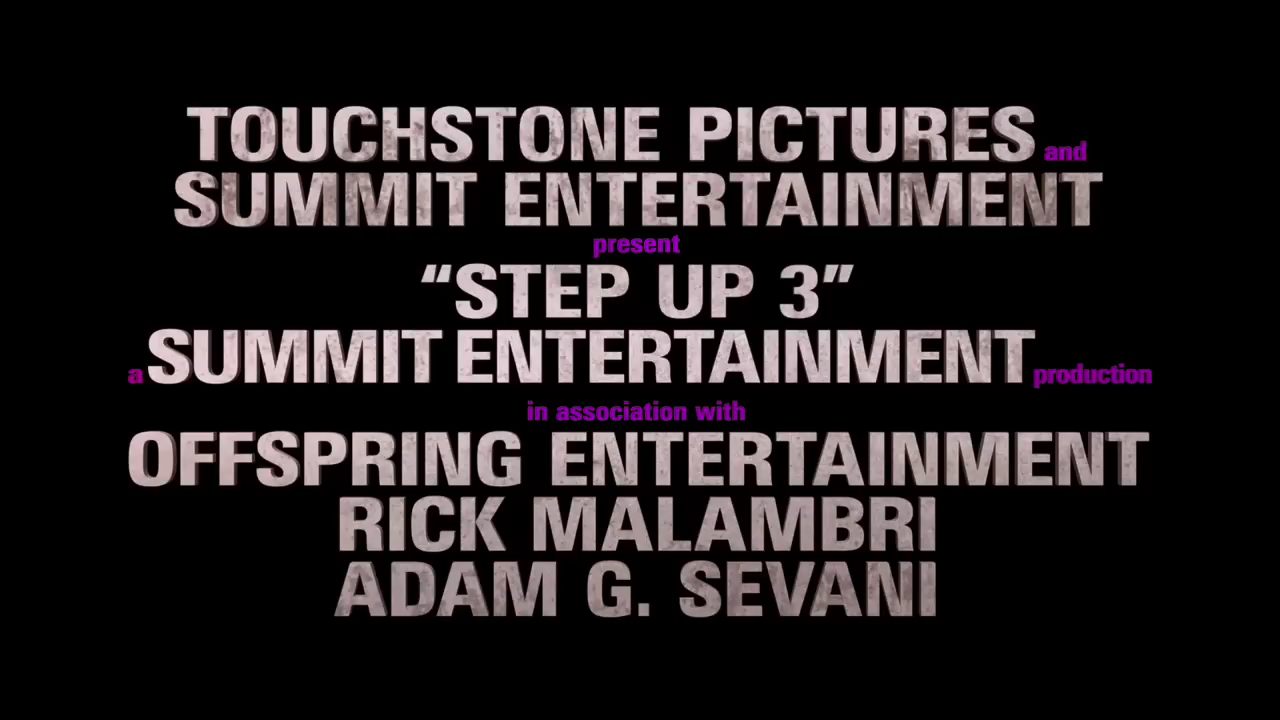 TOUCHSTONE PICTURES and
SUMMIT ENTERTAINMENT
present
“STEP UP 3”
a SUMMIT ENTERTAINMENT production
in association with
OFFSPRING ENTERTAINMENT
RICK MALAMBRI
ADAM G. SEVANI